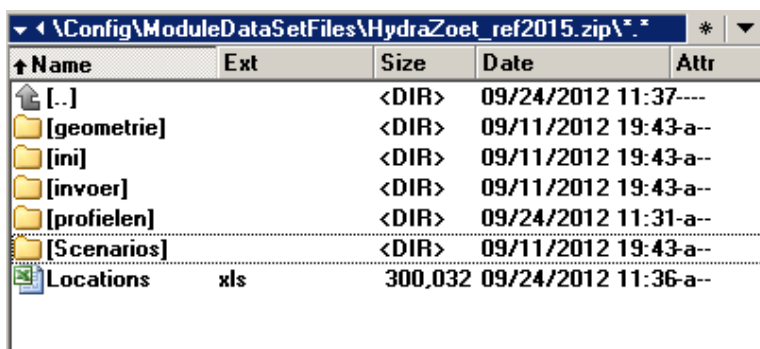 \Config\ModuleDataSetFiles\HydraZoet_ref2015.zip\*.* *
Name Ext Size Date Attr
[..] <DIR> 09/24/2012 11:37----
[geometrie] <DIR> 09/11/2012 19:43-a--
[ini] <DIR> 09/11/2012 19:43-a--
[invoer] <DIR> 09/11/2012 19:43-a--
[profielen] <DIR> 09/24/2012 11:31-a--
[Scenarios] <DIR> 09/11/2012 19:43-a--
Locations xls 300,032 09/24/2012 11:36-a--